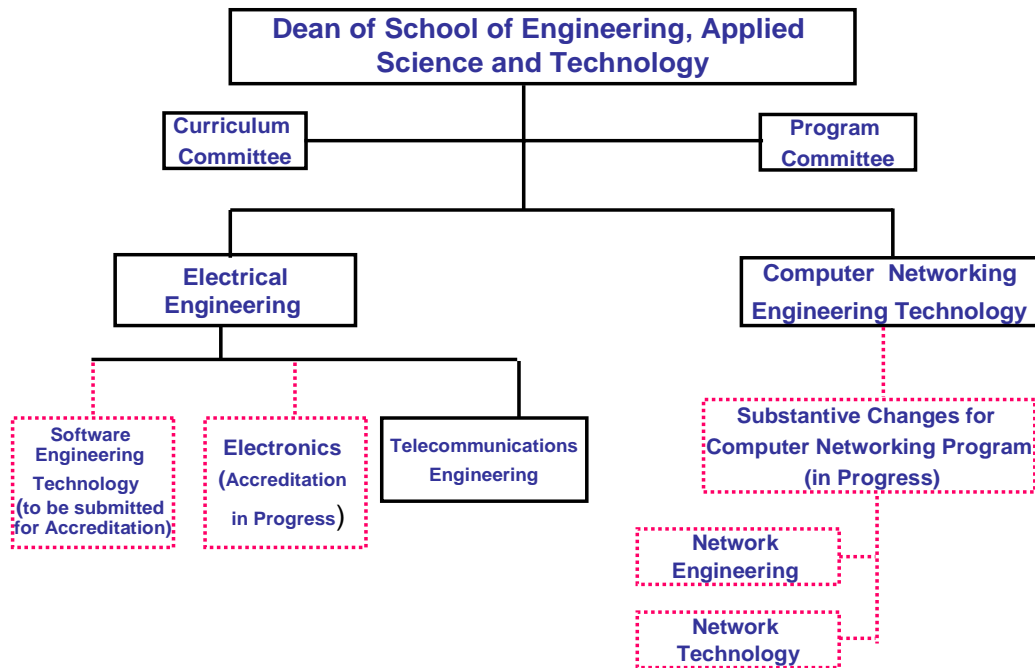 Dean of School of Engineering, Applied
Science and Technology
Curriculum
Committee
Program
Committee
Electrical
Engineering
Computer Networking
Engineering Technology
Software
Engineering
Technology
(to be submitted
for Accreditation)
Electronics
(Accreditation
in Progress)
Telecommunications
Engineering
Substantive Changes for
Computer Networking Program
(in Progress)
Network
Engineering
Network
Technology